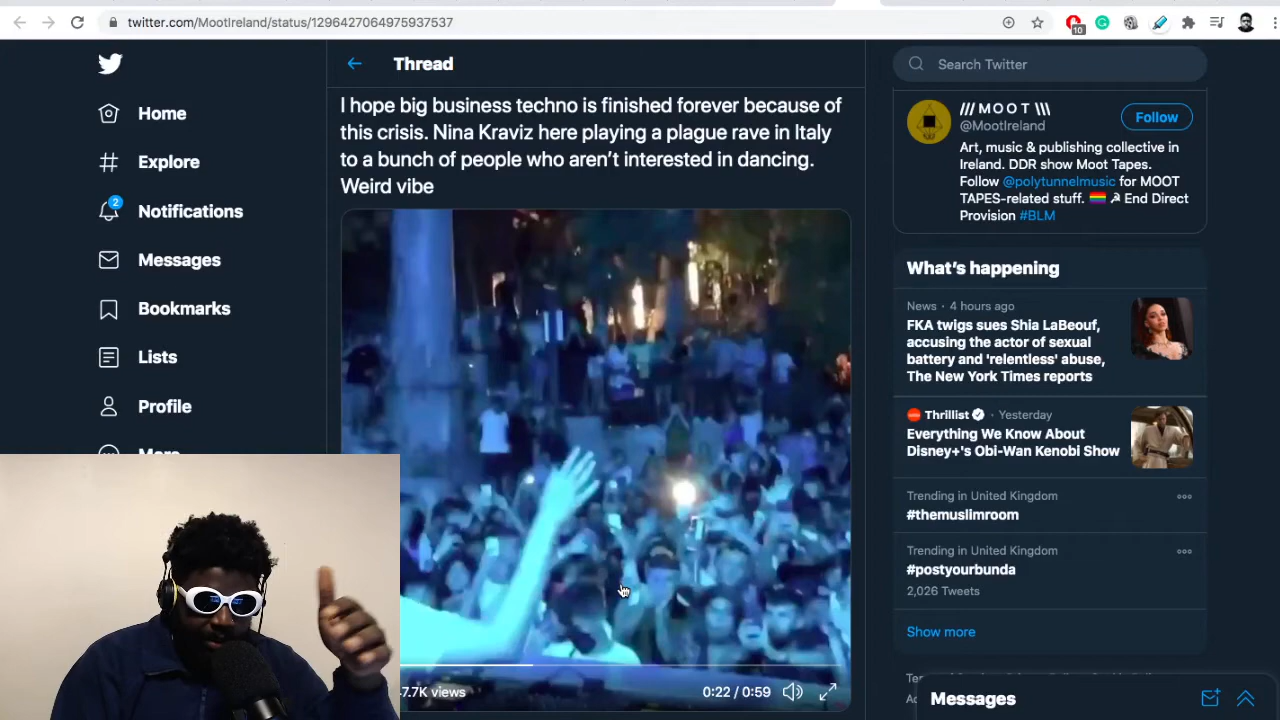 twitter.com/MootIreland/status/1296427064975937537
10
Home
Explore
2
Notifications
Messages
Bookmarks
Lists
Profile
More
Thread
I hope big business techno is finished forever because of
this crisis. Nina Kraviz here playing a plague rave in Italy
to a bunch of people who aren’t interested in dancing.
Weird vibe
7.7K views
0:22 / 0:59
Search Twitter
/// M O O T \\\
@MootIreland
Follow
Art, music & publishing collective in
Ireland. DDR show Moot Tapes.
Follow @polytunnelmusic for MOOT
TAPES-related stuff. 🏳️‍🌈 ☭ End Direct
Provision #BLM
What’s happening
News · 4 hours ago
FKA twigs sues Shia LaBeouf,
accusing the actor of sexual
battery and 'relentless' abuse,
The New York Times reports
Thrillist · Yesterday
Everything We Know About
Disney+'s Obi-Wan Kenobi Show
Trending in United Kingdom
#themuslimroom
Trending in United Kingdom
#postyourbunda
2,026 Tweets
Show more
Messages